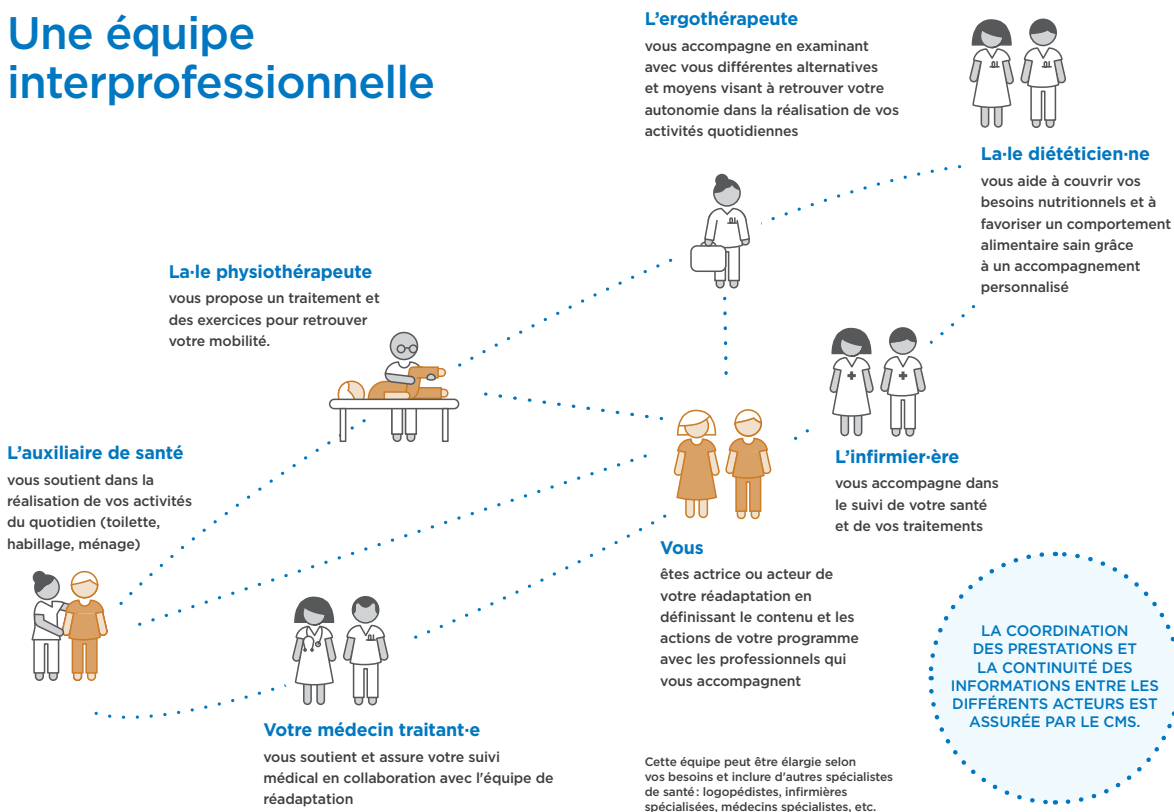 Une équipe
interprofessionnelle
L’ergothérapeute
vous accompagne en examinant
avec vous différentes alternatives
et moyens visant à retrouver votre
autonomie dans la réalisation de vos
activités quotidiennes
La·le diététicien·ne
vous aide à couvrir vos
besoins nutritionnels et à
favoriser un comportement
alimentaire sain grâce
à un accompagnement
personnalisé
La·le physiothérapeute
vous propose un traitement et
des exercices pour retrouver
votre mobilité.
L’auxiliaire de santé
vous soutient dans la
réalisation de vos activités
du quotidien (toilette,
habillage, ménage)
L’infirmier·ère
vous accompagne dans
le suivi de votre santé
et de vos traitements
Vous
êtes actrice ou acteur de
votre réadaptation en
définissant le contenu et les
actions de votre programme
avec les professionnels qui
vous accompagnent
Votre médecin traitant·e
vous soutient et assure votre suivi
médical en collaboration avec l'équipe de
réadaptation
LA COORDINATION
DES PRESTATIONS ET
LA CONTINUITÉ DES
INFORMATIONS ENTRE LES
DIFFÉRENTS ACTEURS EST
ASSURÉE PAR LE CMS.
Cette équipe peut être élargie selon
vos besoins et inclure d'autres spécialistes
de santé : logopédistes, infirmières
spécialisées, médecins spécialistes, etc.